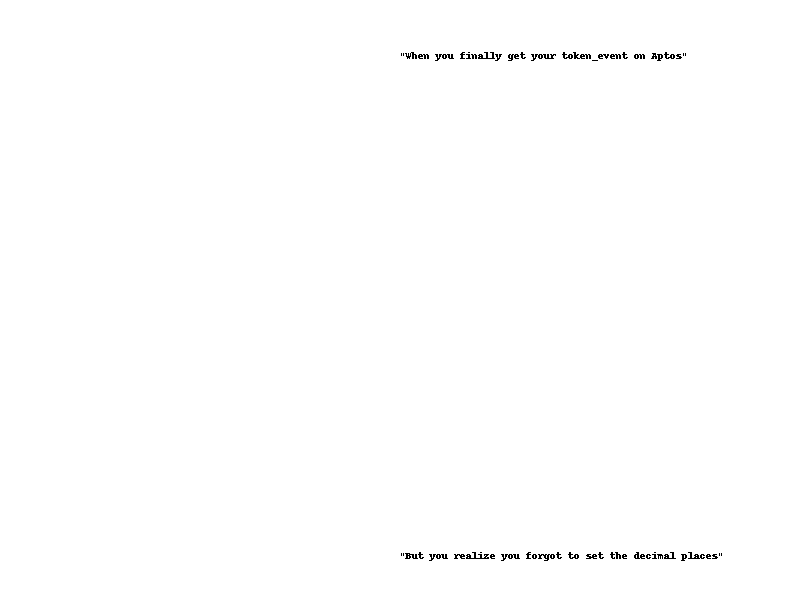 "When you finally get your token_event on Aptos"
"But you realize you forgot to set the decimal places"